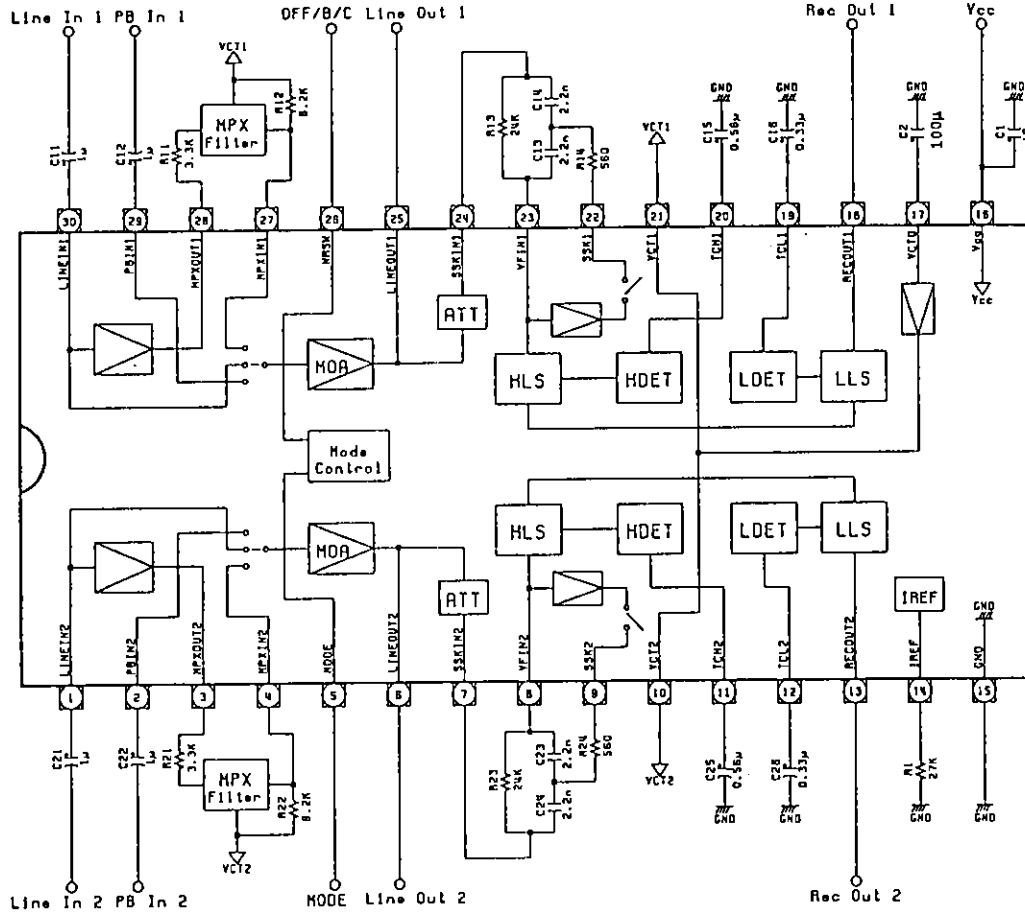 Line In 1 PB In 1
OFF/B/C Line Out 1
Rec Out 1
Vcc
VCT1
R12
8.2K
MPX
Filter
R11
3.3K
C11
1µ
C12
1µ
R13
24K
C14
2.2n
C13
2.2n
R14
560
VCT1
GND
C15
0.56µ
GND
C16
0.33µ
GND
C2
100µ
GND
C1
30 29 28 27 26 25 24 23 22 21 20 19 18 17 16
LINEIN1
PBIN1
MPXOUT1
MPXIN1
LINEOUT1
SSKIN1
VFIN1
SSK1
VCT1
TCH1
TCL1
RECOUT1
Vcc
ATT
MOA
HLS
HDET
LDET
LLS
Mode
Control
MOA
HLS
HDET
LDET
LLS
ATT
IREF
GND
LINEIN2
PBIN2
MPXOUT2
MPXIN2
MODE
LINEOUT2
SSKIN2
VFIN2
SSK2
VCT2
TCH2
TCL2
RECOUT2
IREF
GND
1 2 3 4 5 6 7 8 9 10 11 12 13 14 15
C21
1µ
C22
1µ
R21
3.3K
MPX
Filter
R22
8.2K
VCT2
R23
24K
C23
2.2n
C24
2.2n
R24
560
VCT2
C25
0.56µ
GND
C26
0.33µ
GND
R1
27K
GND
GND
Line In 2 PB In 2
MODE Line Out 2
Rec Out 2